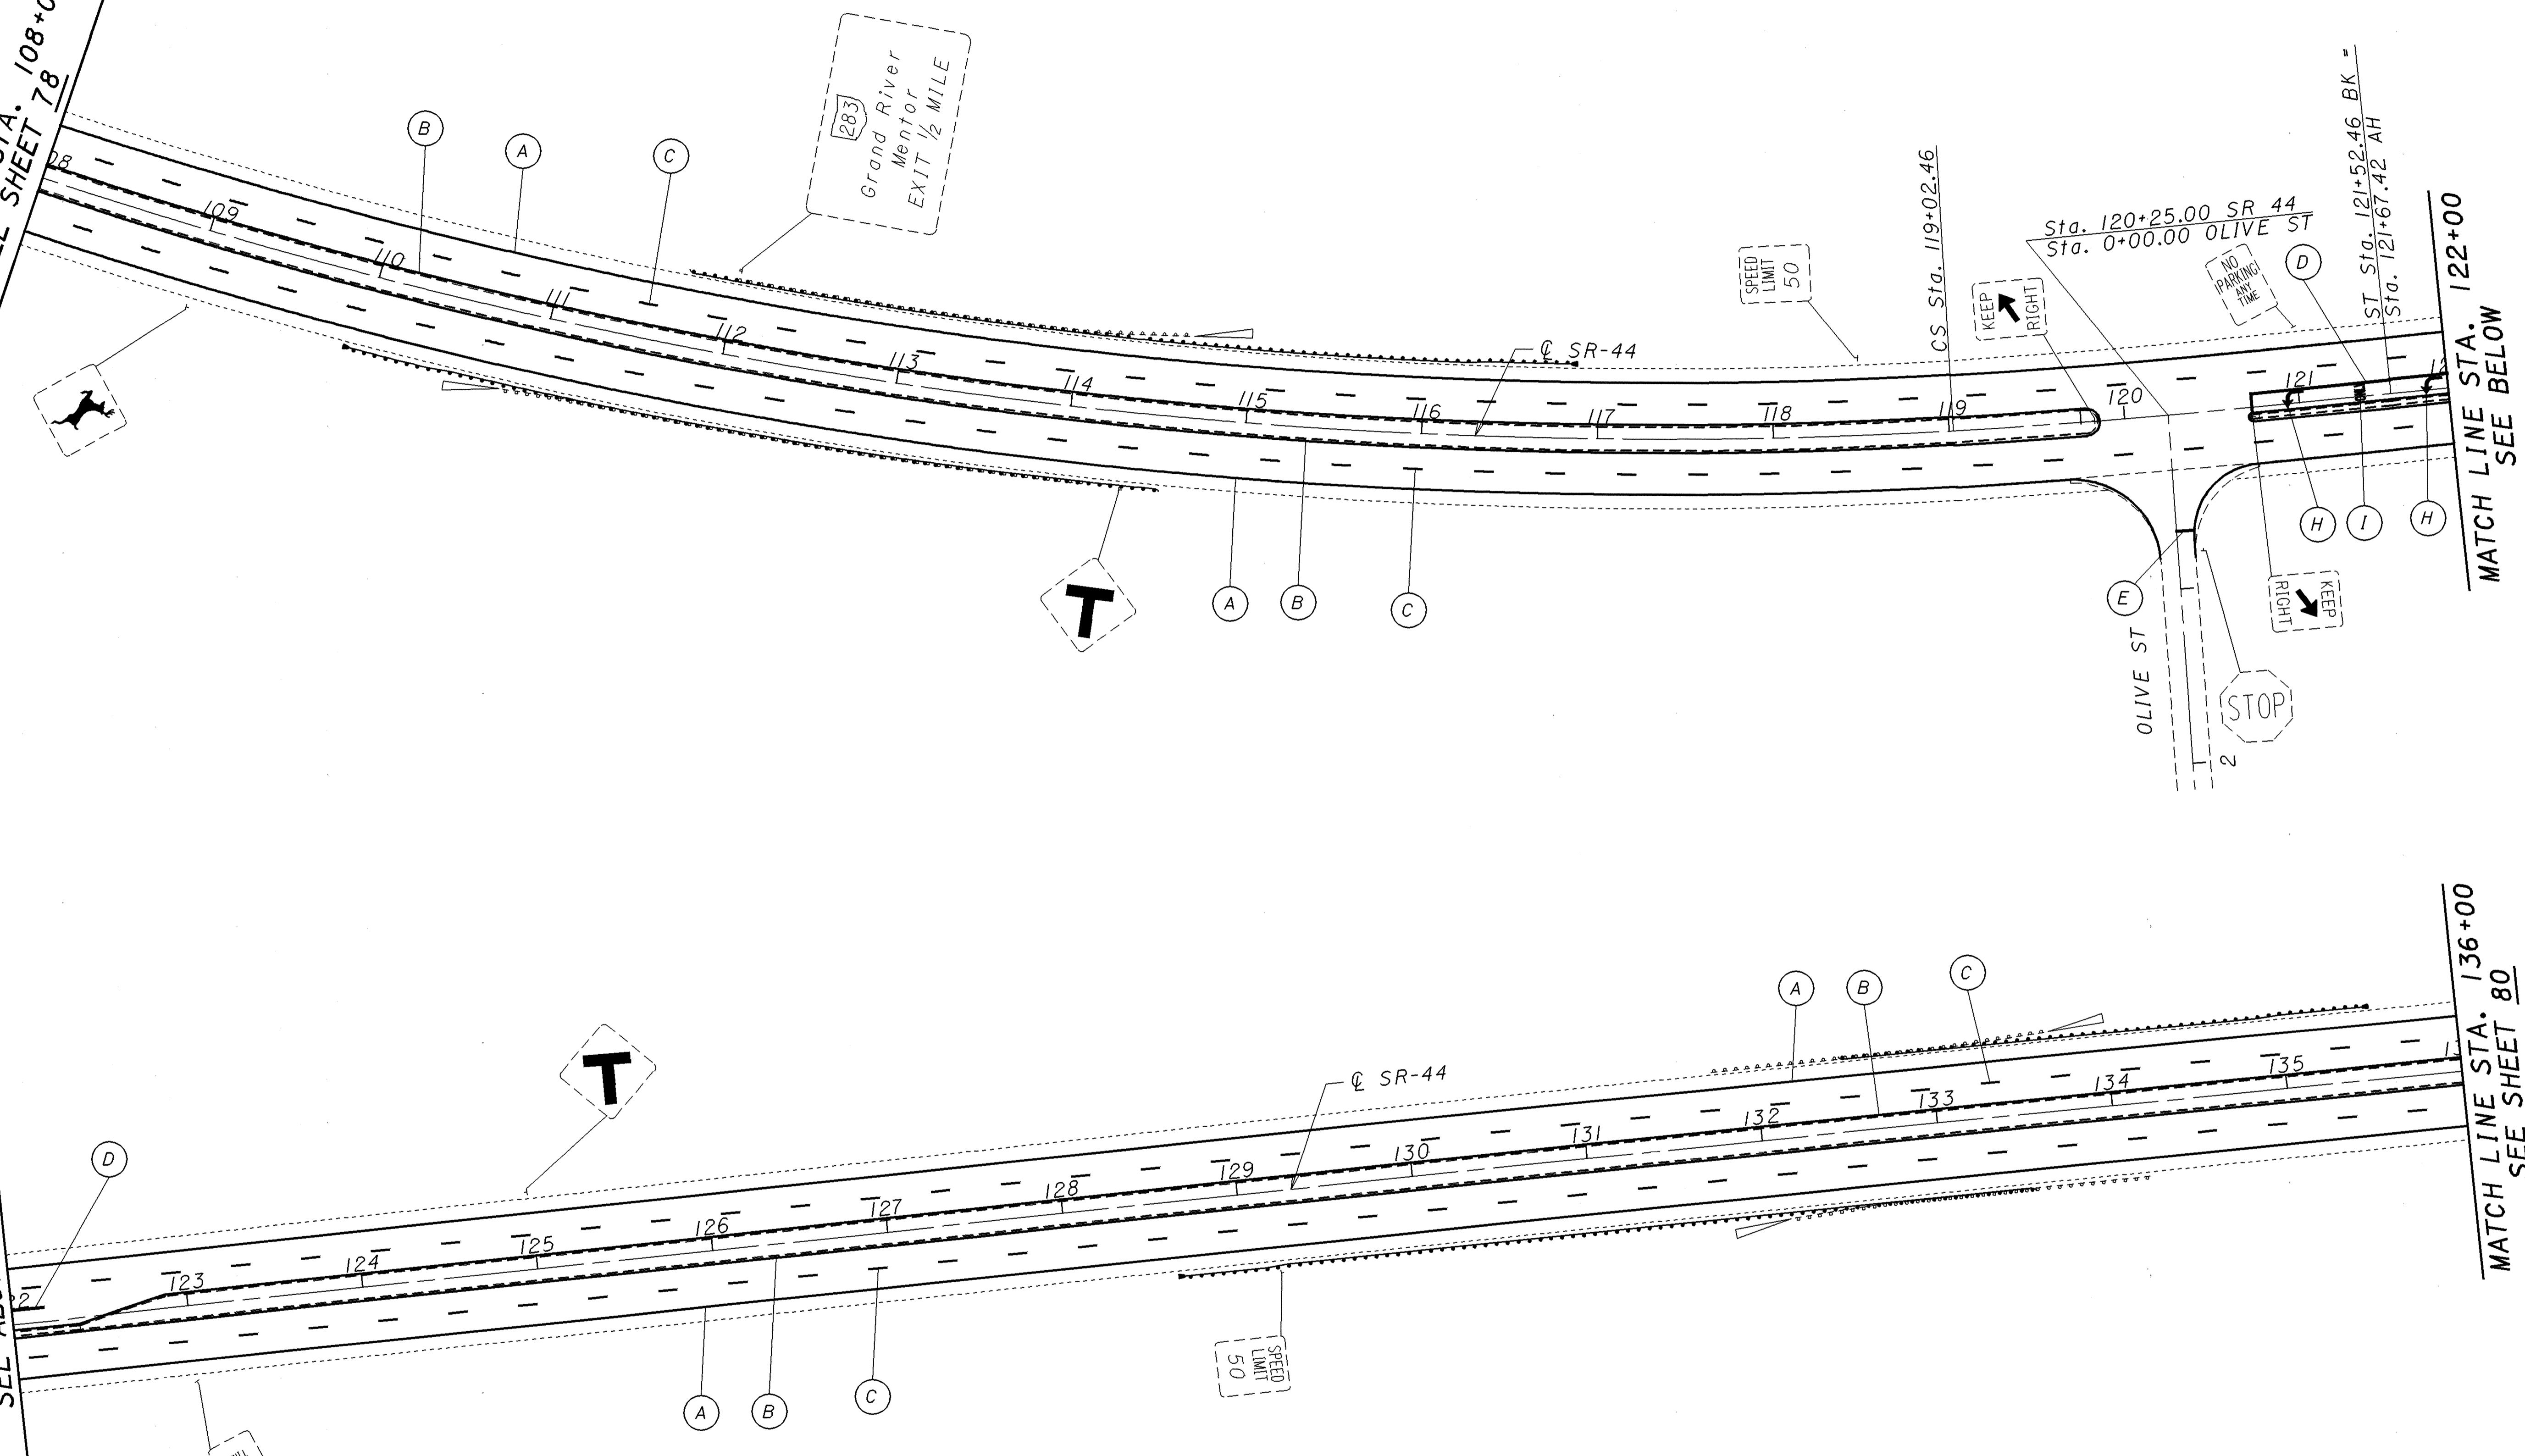 STA. 108+0
SHEET 78
B
A
C
283
Grand River
Mentor
EXIT 1/2 MILE
109
110
111
112
113
114
115
116
117
118
119
120
121
℄ SR-44
SPEED
LIMIT
50
CS Sta. 119+02.46
KEEP
RIGHT
Sta. 120+25.00 SR 44
Sta. 0+00.00 OLIVE ST
NO
PARKING
ANY
TIME
D
ST Sta. 121+52.46 BK =
Sta. 121+67.42 AH
MATCH LINE STA. 122+00
SEE BELOW
T
A
B
C
E
H
I
H
KEEP
RIGHT
OLIVE ST
STOP
2
D
T
℄ SR-44
A
B
C
123
124
125
126
127
128
129
130
131
132
133
134
135
MATCH LINE STA. 136+00
SEE SHEET 80
A
B
C
SPEED
LIMIT
50